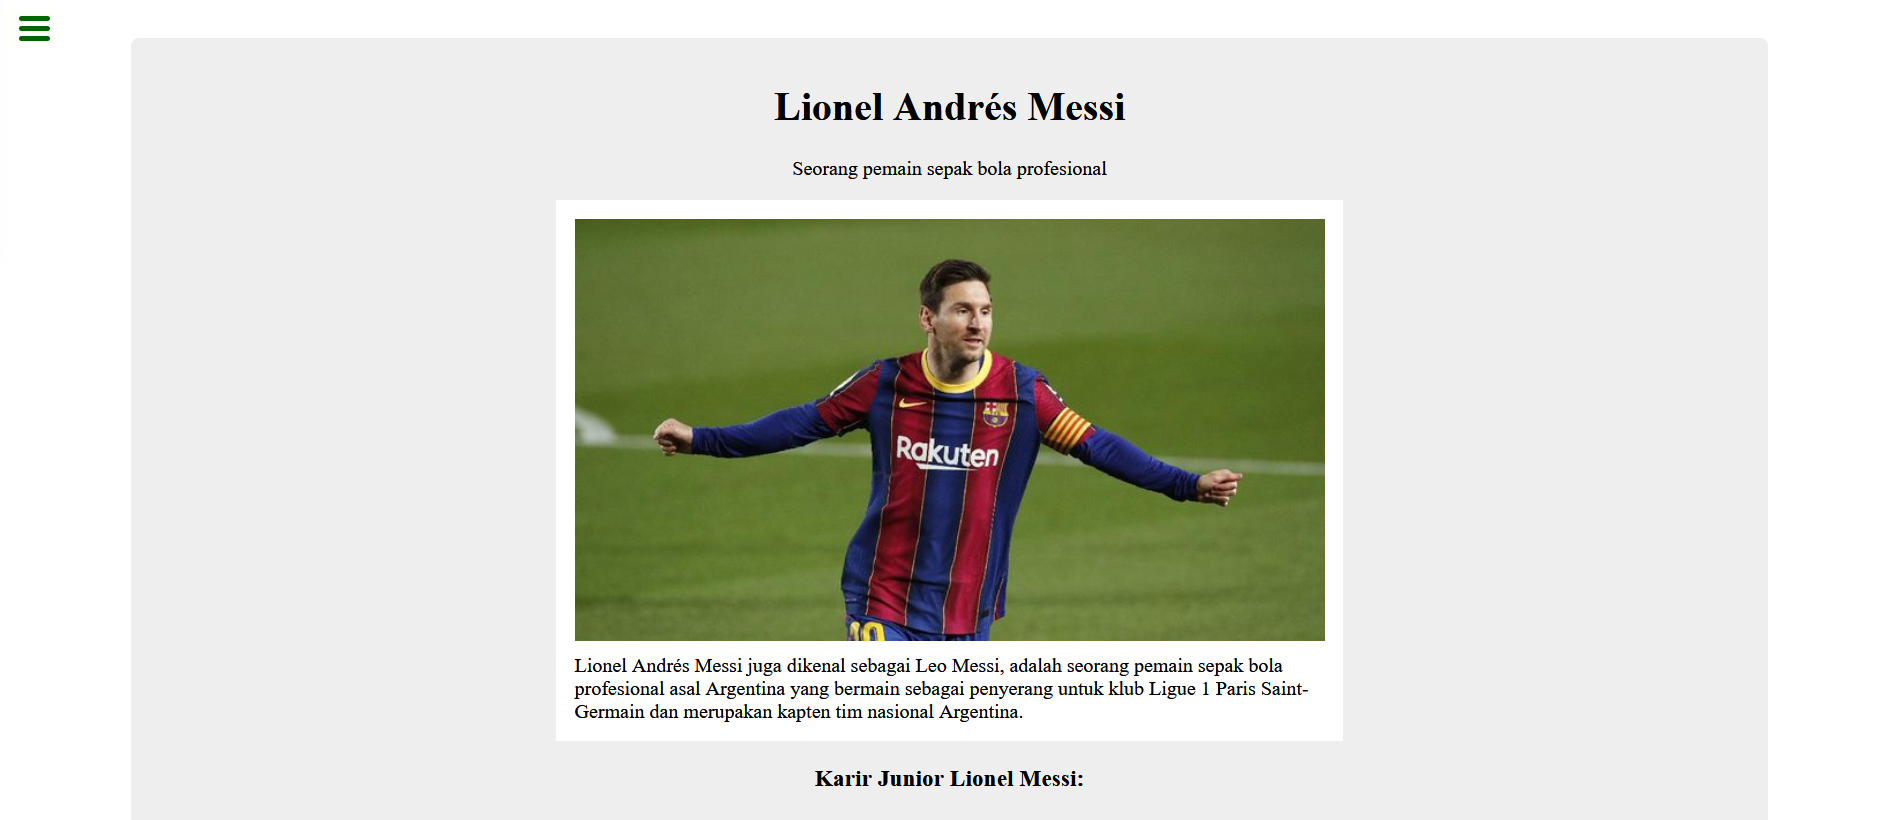 Lionel Andrés Messi
Seorang pemain sepak bola profesional
Rakuten
10
Lionel Andrés Messi juga dikenal sebagai Leo Messi, adalah seorang pemain sepak bola
profesional asal Argentina yang bermain sebagai penyerang untuk klub Ligue 1 Paris Saint-
Germain dan merupakan kapten tim nasional Argentina.
Karir Junior Lionel Messi: